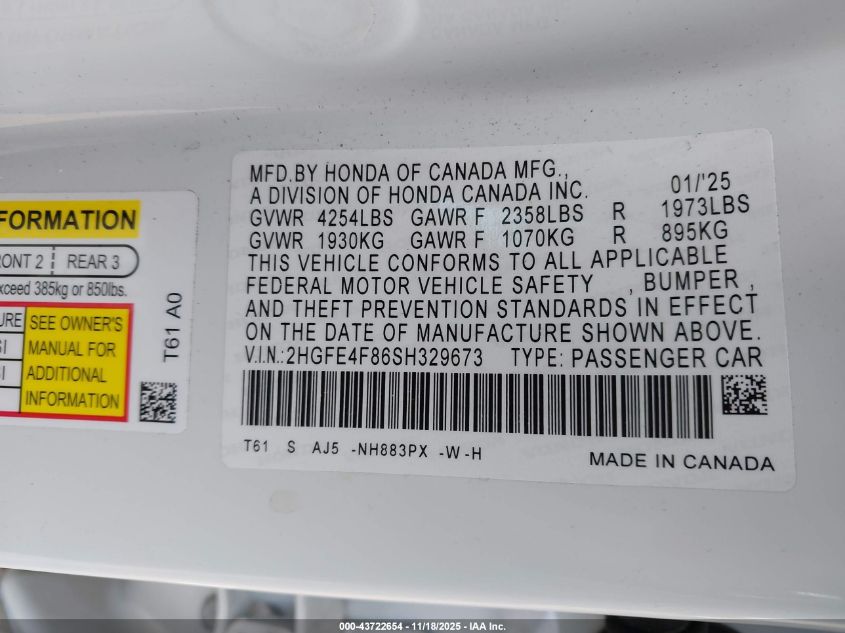 MFD.BY HONDA OF CANADA MFG.,
A DIVISION OF HONDA CANADA INC. 01/'25
GVWR 4254LBS GAWR F 2358LBS R 1973LBS
GVWR 1930KG GAWR F 1070KG R 895KG
THIS VEHICLE CONFORMS TO ALL APPLICABLE
FEDERAL MOTOR VEHICLE SAFETY , BUMPER ,
AND THEFT PREVENTION STANDARDS IN EFFECT
ON THE DATE OF MANUFACTURE SHOWN ABOVE.
V.I.N.:2HGFE4F86SH329673 TYPE: PASSENGER CAR
T61 S AJ5 -NH883PX -W-H
MADE IN CANADA
FORMATION
RONT 2 REAR 3
xceed 385kg or 850lbs.
URE SEE OWNER'S
SI MANUAL FOR
SI ADDITIONAL
INFORMATION
T61 A0
000-43722654 - 11/18/2025 - IAA Inc.